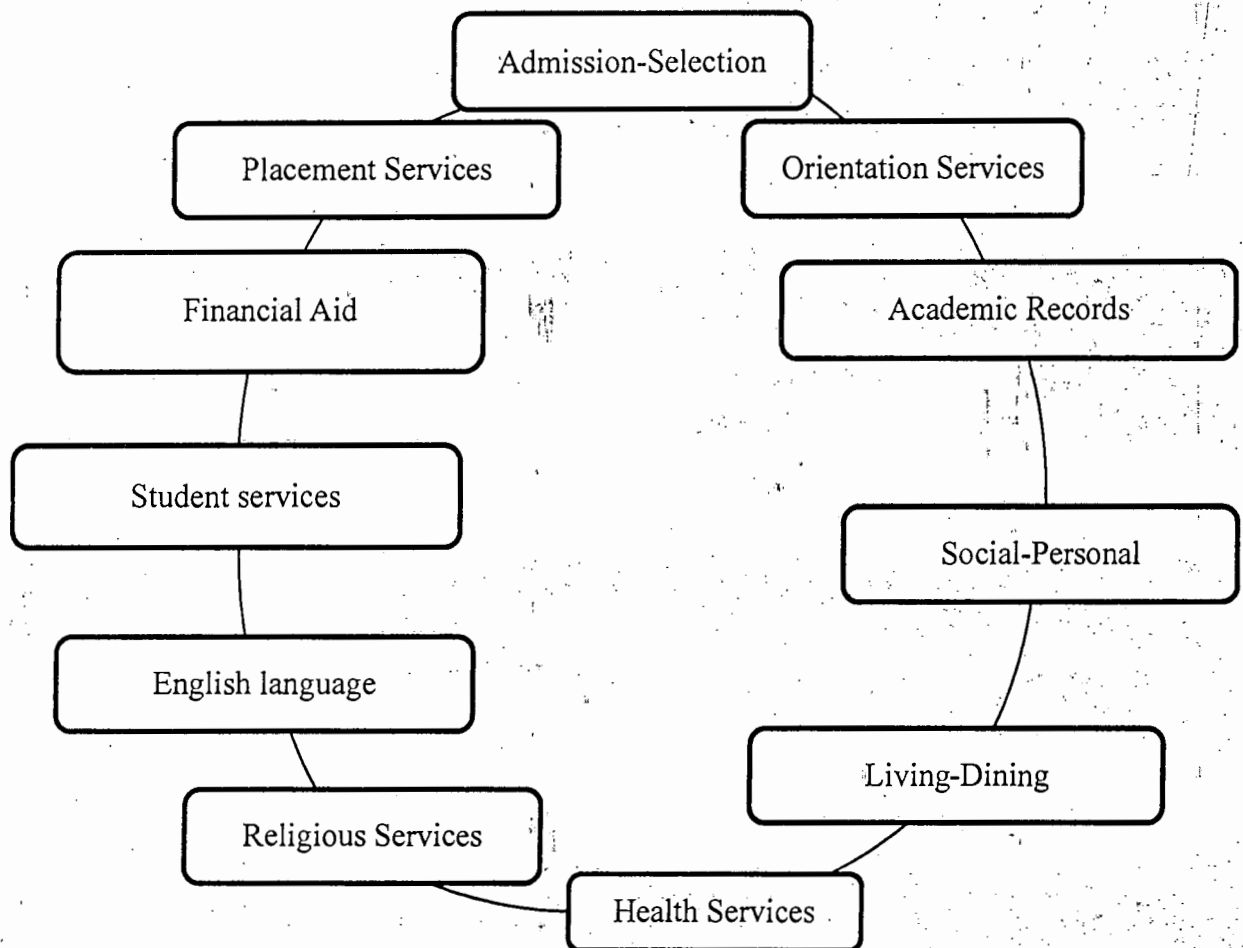 Admission-Selection
Placement Services
Orientation Services
Financial Aid
Academic Records
Student services
Social-Personal
English language
Living-Dining
Religious Services
Health Services